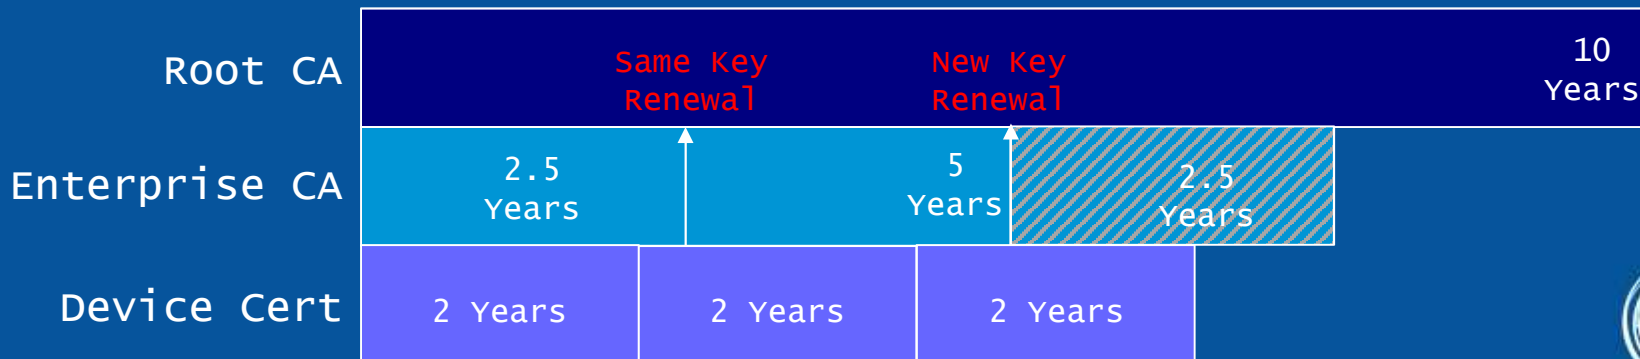 Root CA
Same Key
Renewal
New Key
Renewal
10
Years
Enterprise CA
2.5
Years
5
Years
2.5
Years
Device Cert
2 Years
2 Years
2 Years